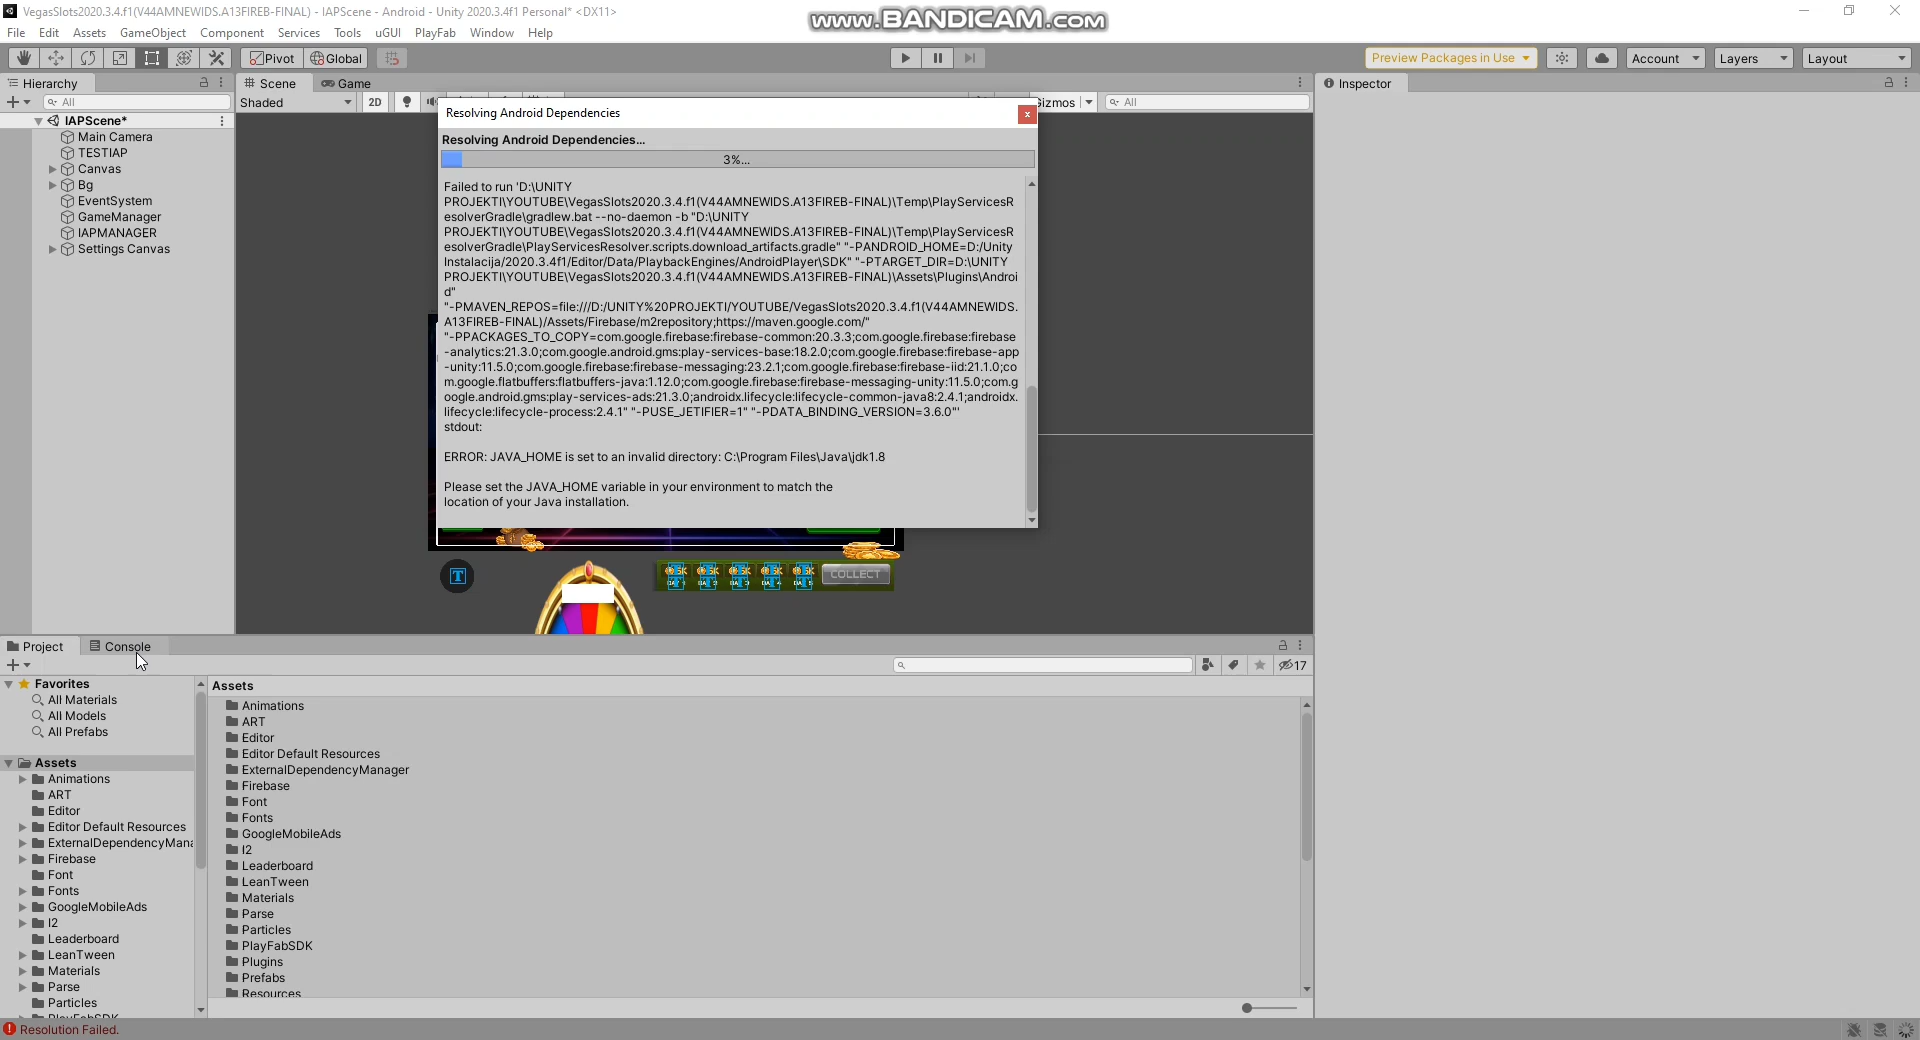 VegasSlots2020.3.4.f1(V44AMNEWIDS.A13FIREB-FINAL) - IAPScene - Android - Unity 2020.3.4f1 Personal* <DX11>
www.BANDICAM.com
File Edit Assets GameObject Component Services Tools uGUI PlayFab Window Help
Pivot Global Preview Packages in Use Account Layers Layout
Hierarchy Scene Game Inspector
All Shaded 2D Gizmos All
IAPScene*
Main Camera
TESTIAP
Canvas
Bg
EventSystem
GameManager
IAPMANAGER
Settings Canvas
Resolving Android Dependencies
Resolving Android Dependencies...
3%...
Failed to run 'D:\UNITY
PROJEKTI\YOUTUBE\VegasSlots2020.3.4.f1(V44AMNEWIDS.A13FIREB-FINAL)\Temp\PlayServicesR
esolverGradle\gradlew.bat --no-daemon -b "D:\UNITY
PROJEKTI\YOUTUBE\VegasSlots2020.3.4.f1(V44AMNEWIDS.A13FIREB-FINAL)\Temp\PlayServicesR
esolverGradle\PlayServicesResolver.scripts.download_artifacts.gradle" "-PANDROID_HOME=D:/Unity
Instalacija/2020.3.4f1/Editor/Data/PlaybackEngines/AndroidPlayer\SDK" "-PTARGET_DIR=D:\UNITY
PROJEKTI\YOUTUBE\VegasSlots2020.3.4.f1(V44AMNEWIDS.A13FIREB-FINAL)\Assets\Plugins\Androi
d"
"-PMAVEN_REPOS=file:///D:/UNITY%20PROJEKTI/YOUTUBE/VegasSlots2020.3.4.f1(V44AMNEWIDS.
A13FIREB-FINAL)/Assets/Firebase/m2repository;https://maven.google.com/"
"-PPACKAGES_TO_COPY=com.google.firebase:firebase-common:20.3.3;com.google.firebase:firebase
-analytics:21.3.0;com.google.android.gms:play-services-base:18.2.0;com.google.firebase:firebase-app
-unity:11.5.0;com.google.firebase:firebase-messaging:23.2.1;com.google.firebase:firebase-iid:21.1.0;co
m.google.flatbuffers:flatbuffers-java:1.12.0;com.google.firebase:firebase-messaging-unity:11.5.0;com.g
oogle.android.gms:play-services-ads:21.3.0;androidx.lifecycle:lifecycle-common-java8:2.4.1;androidx.
lifecycle:lifecycle-process:2.4.1" "-PUSE_JETIFIER=1" "-PDATA_BINDING_VERSION=3.6.0"'
stdout:
ERROR: JAVA_HOME is set to an invalid directory: C:\Program Files\Java\jdk1.8
Please set the JAVA_HOME variable in your environment to match the
location of your Java installation.
T
COLLECT
Project Console
17
Favorites
All Materials
All Models
All Prefabs
Assets
Animations
ART
Editor
Editor Default Resources
ExternalDependencyMana
Firebase
Font
Fonts
GoogleMobileAds
I2
Leaderboard
LeanTween
Materials
Parse
Particles
PlayFabSDK
Assets
Animations
ART
Editor
Editor Default Resources
ExternalDependencyManager
Firebase
Font
Fonts
GoogleMobileAds
I2
Leaderboard
LeanTween
Materials
Parse
Particles
PlayFabSDK
Plugins
Prefabs
Resources
Resolution Failed.